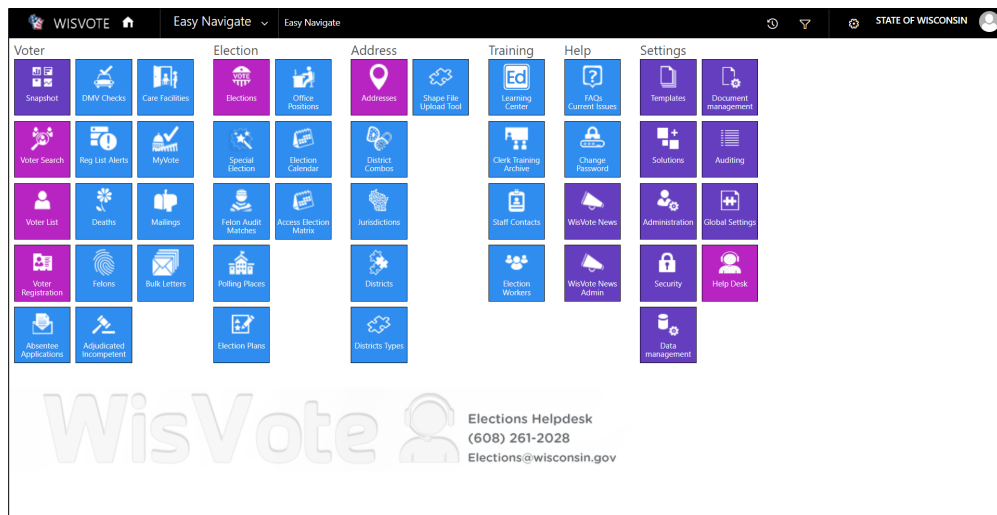 WISVOTE Easy Navigate Easy Navigate STATE OF WISCONSIN
Voter Election Address Training Help Settings
VOTE
Ed
Snapshot DMV Checks Care Facilities Elections Office Positions Addresses Shape File Upload Tool Learning Center FAQs Current Issues Templates Document management
Voter Search Reg List Alerts MyVote Special Election Election Calendar District Combos Clerk Training Archive Change Password Solutions Auditing
Voter List Deaths Mailings Felon Audit Matches Access Election Matrix Jurisdictions Staff Contacts WisVote News Administration Global Settings
Voter Registration Felons Bulk Letters Polling Places Districts Election Workers WisVote News Admin Security Help Desk
Absentee Applications Adjudicated Incompetent Election Plans Districts Types Data management
WisVote
Elections Helpdesk
(608) 261-2028
Elections@wisconsin.gov